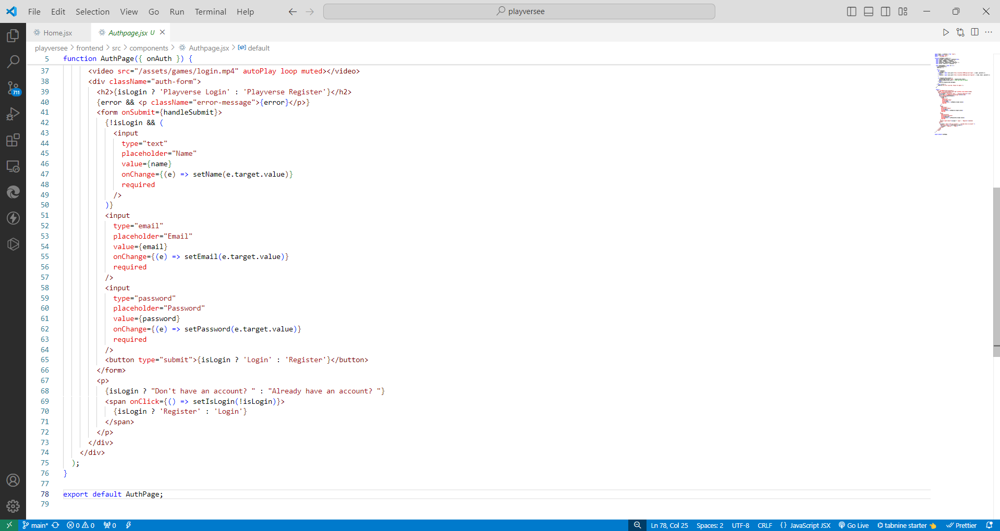 File Edit Selection View Go Run Terminal Help
playversee
Home.jsx
Authpage.jsx U
playversee > frontend > src > components > Authpage.jsx > default
5 function AuthPage({ onAuth }) {
37 <video src="/assets/games/login.mp4" autoPlay loop muted></video>
38 <div className="auth-form">
39 <h2>{isLogin ? 'Playverse Login' : 'Playverse Register'}</h2>
40 {error && <p className="error-message">{error}</p>}
41 <form onSubmit={handleSubmit}>
42 {!isLogin && (
43 <input
44 type="text"
45 placeholder="Name"
46 value={name}
47 onChange={(e) => setName(e.target.value)}
48 required
49 />
50 )}
51 <input
52 type="email"
53 placeholder="Email"
54 value={email}
55 onChange={(e) => setEmail(e.target.value)}
56 required
57 />
58 <input
59 type="password"
60 placeholder="Password"
61 value={password}
62 onChange={(e) => setPassword(e.target.value)}
63 required
64 />
65 <button type="submit">{isLogin ? 'Login' : 'Register'}</button>
66 </form>
67 <p>
68 {isLogin ? "Don't have an account? " : "Already have an account? "}
69 <span onClick={() => setIsLogin(!isLogin)}>
70 {isLogin ? 'Register' : 'Login'}
71 </span>
72 </p>
73 </div>
74 </div>
75 );
76 }
77
78 export default AuthPage;
79
711
main* 0 0 0
Ln 78, Col 25 Spaces: 2 UTF-8 CRLF {} JavaScript JSX Go Live tabnine starter Prettier